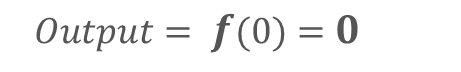 Output = f(0) = 0